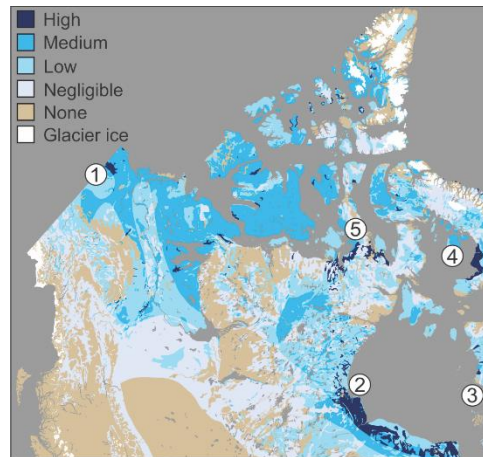 High
Medium
Low
Negligible
None
Glacier ice
1
5
4
2
3